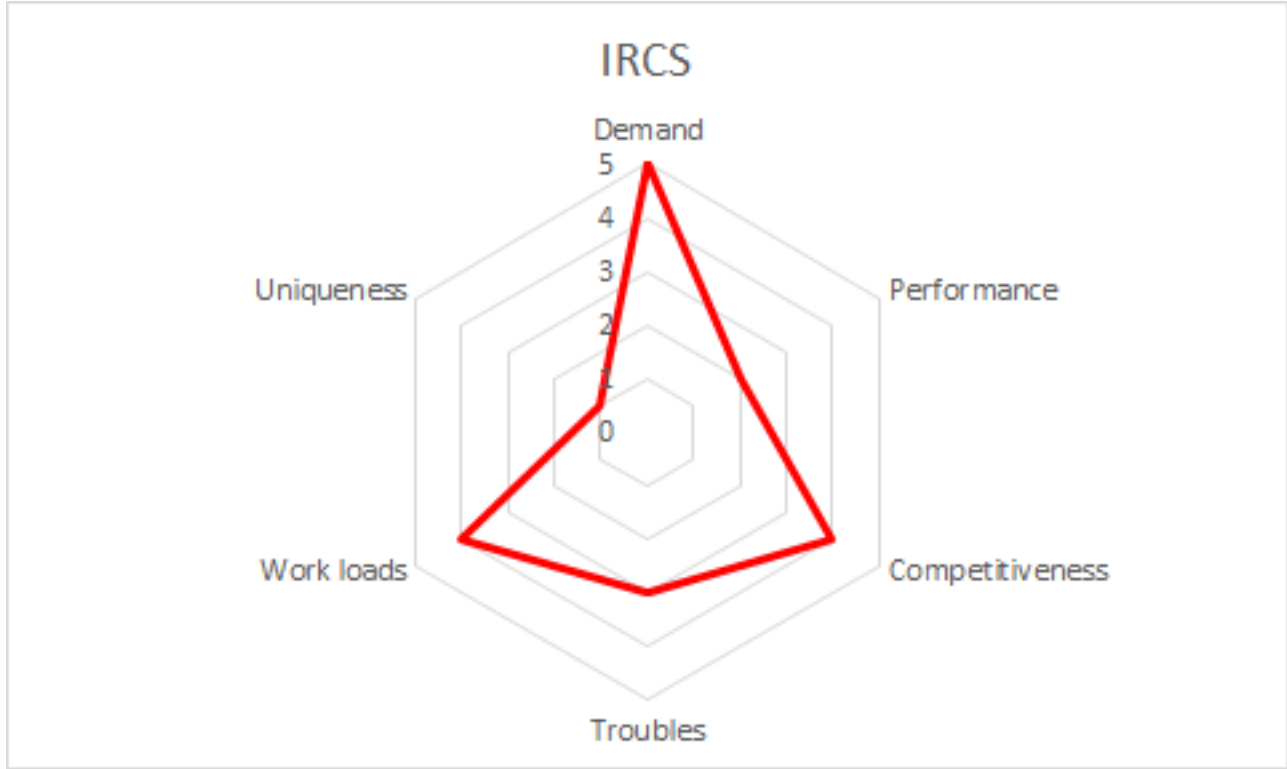 IRCS
Demand
5
4
3
2
1
0
Uniqueness
Performance
Work loads
Competitiveness
Troubles